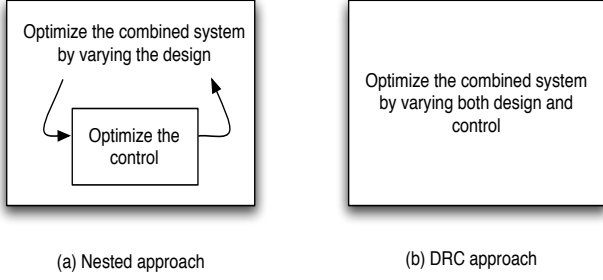 Optimize the combined system
by varying the design
Optimize the
control
(a) Nested approach
Optimize the combined system
by varying both design and
control
(b) DRC approach